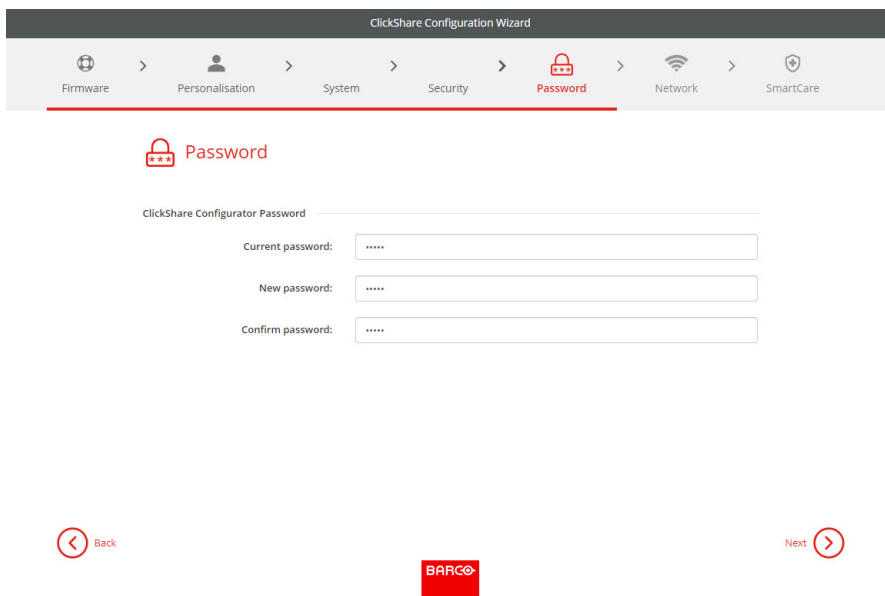 ClickShare Configuration Wizard
Firmware > Personalisation > System > Security > Password > Network > SmartCare
***
*** Password
ClickShare Configurator Password
Current password: •••••
New password: •••••
Confirm password: •••••
Back
Next
BARCO